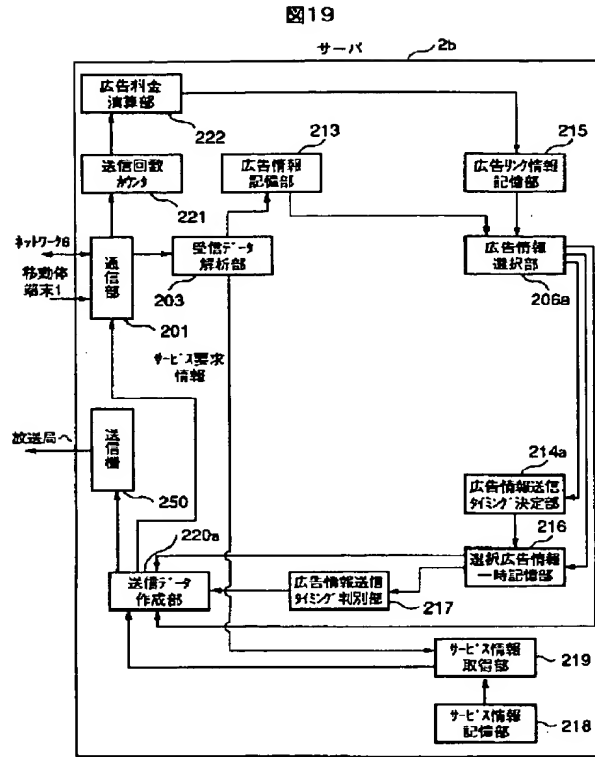 図19
サーバ
2b
広告料金
演算部
222
送信回数
カウンタ
221
213
広告情報
記憶部
215
広告リンク情報
記憶部
ネットワーク6
移動体
端末1
通信部
201
受信データ
解析部
203
広告情報
選択部
206a
サービス要求
情報
放送局へ
送信機
250
214a
広告情報送信
タイミング決定部
216
選択広告情報
一時記憶部
220a
送信データ
作成部
広告情報送信
タイミング判別部
217
サービス情報
取得部
219
サービス情報
記憶部
218